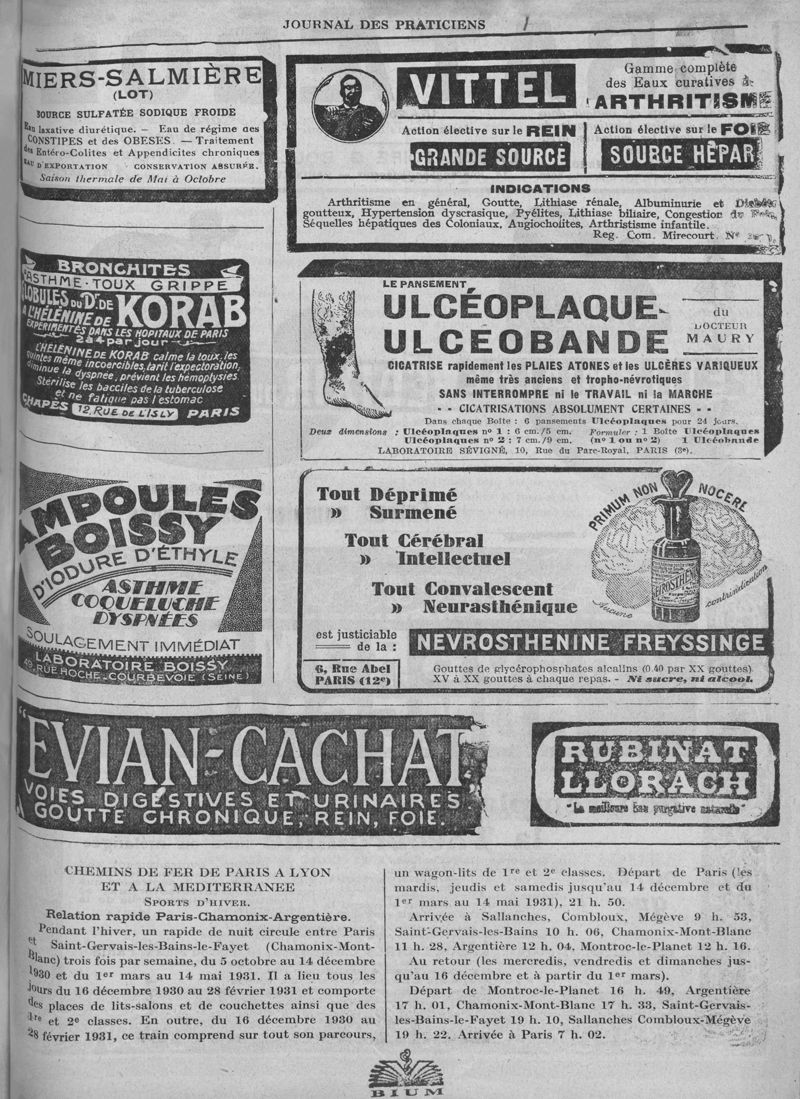 JOURNAL DES PRATICIENS
MIERS-SALMIÈRE
(LOT)
SOURCE SULFATÉE SODIQUE FROIDE
Eau laxative diurétique. — Eau de régime des
CONSTIPES et des OBESES. — Traitement
des Entéro-Colites et Appendicites chroniques
EAU D'EXPORTATION CONSERVATION ASSURÉE.
Saison thermale de Mai à Octobre
VITTEL
Gamme complète
des Eaux curatives à
ARTHRITISME
Action élective sur le REIN
GRANDE SOURCE
Action élective sur le FOIE
SOURCE HÉPAR
INDICATIONS
Arthritisme en général, Goutte, Lithiase rénale, Albuminurie et
goutteux, Hypertension dyscrasique, Pyélites, Lithiase biliaire, Congestion du
Séquelles hépatiques des Coloniaux, Angiocholites, Arthristisme infantile.
Reg. Com. Mirecourt. Nº
BRONCHITES
ASTHME·TOUX GRIPPE
GLOBULES DU Dr. DE KORAB
A L'HÉLÉNINE DE
EXPÉRIMENTÉS DANS LES HOPITAUX DE PARIS
2 à 4 par jour
L'HÉLÉNINE DE KORAB calme la toux, les
quintes même incoercibles, tarit l'expectoration,
diminue la dyspnée, prévient les hémoptysies.
Stérilise les bacciles de la tuberculose
et ne fatigue pas l'estomac
CHAPÈS 12, RUE DE L'ISLY PARIS
LE PANSEMENT
ULCÉOPLAQUE-
ULCÉOBANDE
du
DOCTEUR
MAURY
CICATRISE rapidement les PLAIES ATONES et les ULCÈRES VARIQUEUX
même très anciens et tropho-névrotiques
SANS INTERROMPRE ni le TRAVAIL ni la MARCHE
- - CICATRISATIONS ABSOLUMENT CERTAINES - -
Dans chaque Boîte : 6 pansements Ulcéoplaques pour 24 jours.
Deux dimensions : Ulcéoplaques nº 1 : 6 cm./5 cm. Formuler : 1 Boîte Ulcéoplaques
Ulcéoplaques nº 2 : 7 cm./9 cm. (nº 1 ou nº 2) 1 Ulcéobande
LABORATOIRE SÉVIGNÉ, 10, Rue du Parc-Royal, PARIS (3e).
AMPOULES
BOISSY
D'IODURE D'ÉTHYLE
ASTHME
COQUELUCHE
DYSPNÉES
SOULAGEMENT IMMÉDIAT
LABORATOIRE BOISSY
49, RUE HOCHE-COURBEVOIE (SEINE)
Tout Déprimé
» Surmené
Tout Cérébral
» Intellectuel
Tout Convalescent
» Neurasthénique
PRIMUM NON NOCERE
Aucune contrindication
est justiciable
de la :
NEVROSTHENINE FREYSSINGE
6, Rue Abel
PARIS (12e)
Gouttes de glycérophosphates alcalins (0.40 par XX gouttes).
XV à XX gouttes à chaque repas. - Ni sucre, ni alcool.
"EVIAN-CACHAT
VOIES DIGESTIVES ET URINAIRES
GOUTTE CHRONIQUE, REIN, FOIE.
RUBINAT
LLORACH
"La meilleure Eau purgative naturelle"
CHEMINS DE FER DE PARIS A LYON
ET A LA MEDITERRANEE
SPORTS D'HIVER.
Relation rapide Paris-Chamonix-Argentière.
Pendant l'hiver, un rapide de nuit circule entre Paris
et Saint-Gervais-les-Bains-le-Fayet (Chamonix-Mont-
Blanc) trois fois par semaine, du 5 octobre au 14 décembre
1930 et du 1er mars au 14 mai 1931. Il a lieu tous les
jours du 16 décembre 1930 au 28 février 1931 et comporte
des places de lits-salons et de couchettes ainsi que des
1re et 2e classes. En outre, du 16 décembre 1930 au
28 février 1931, ce train comprend sur tout son parcours,
un wagon-lits de 1re et 2e classes. Départ de Paris (les
mardis, jeudis et samedis jusqu'au 14 décembre et du
1er mars au 14 mai 1931), 21 h. 50.
Arrivée à Sallanches, Combloux, Mégève 9 h. 53,
Saint-Gervais-les-Bains 10 h. 06, Chamonix-Mont-Blanc
11 h. 28, Argentière 12 h. 04, Montroc-le-Planet 12 h. 16.
Au retour (les mercredis, vendredis et dimanches jus-
qu'au 16 décembre et à partir du 1er mars).
Départ de Montroc-le-Planet 16 h. 49, Argentière
17 h. 01, Chamonix-Mont-Blanc 17 h. 33, Saint-Gervais-
les-Bains-le-Fayet 19 h. 10, Sallanches Combloux-Mégève
19 h. 22. Arrivée à Paris 7 h. 02.
BIUM